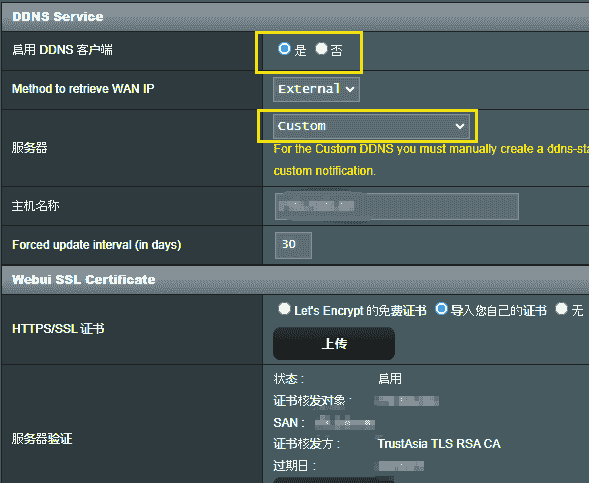 DDNS Service
启用 DDNS 客户端
是 否
Method to retrieve WAN IP
External
服务器
Custom
For the Custom DDNS you must manually create a ddns-sta
custom notification.
主机名称
Forced update interval (in days)
30
Webui SSL Certificate
HTTPS/SSL 证书
Let's Encrypt 的免费证书 导入您自己的证书 无
上传
服务器验证
状态 : 启用
证书核发对象 :
SAN :
证书核发方 : TrustAsia TLS RSA CA
过期日 :